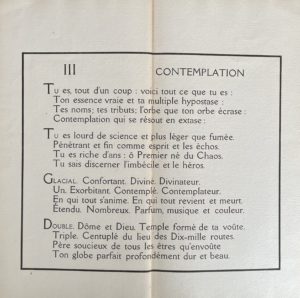 III CONTEMPLATION
Tu es, tout d'un coup : voici tout ce que tu es :
Ton essence vraie et ta multiple hypostase :
Tes noms; tes tributs; l'orbe que ton orbe écrase :
Contemplation qui se résout en extase :
Tu es lourd de science et plus léger que fumée.
Pénétrant et fin comme esprit et les échos.
Tu es riche d'ans : ô Premier né du Chaos.
Tu sais discerner l'imbécile et le héros.
Glacial. Confortant. Divinè. Divinateur.
Un. Exorbitant. Contemplé. Contemplateur.
En qui tout s'anime. En qui tout revient et meurt.
Étendu. Nombreux. Parfum, musique et couleur.
Double. Dôme et Dieu. Temple formé de ta voûte.
Triple. Centuple du lieu des Dix-mille routes.
Père soucieux de tous les êtres qu'envoûte
Ton globe parfait profondément dur et beau.